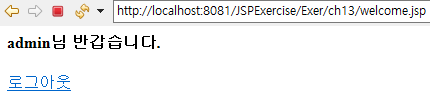 http://localhost:8081/JSPExercise/Exer/ch13/welcome.jsp
admin님 반갑습니다.
로그아웃